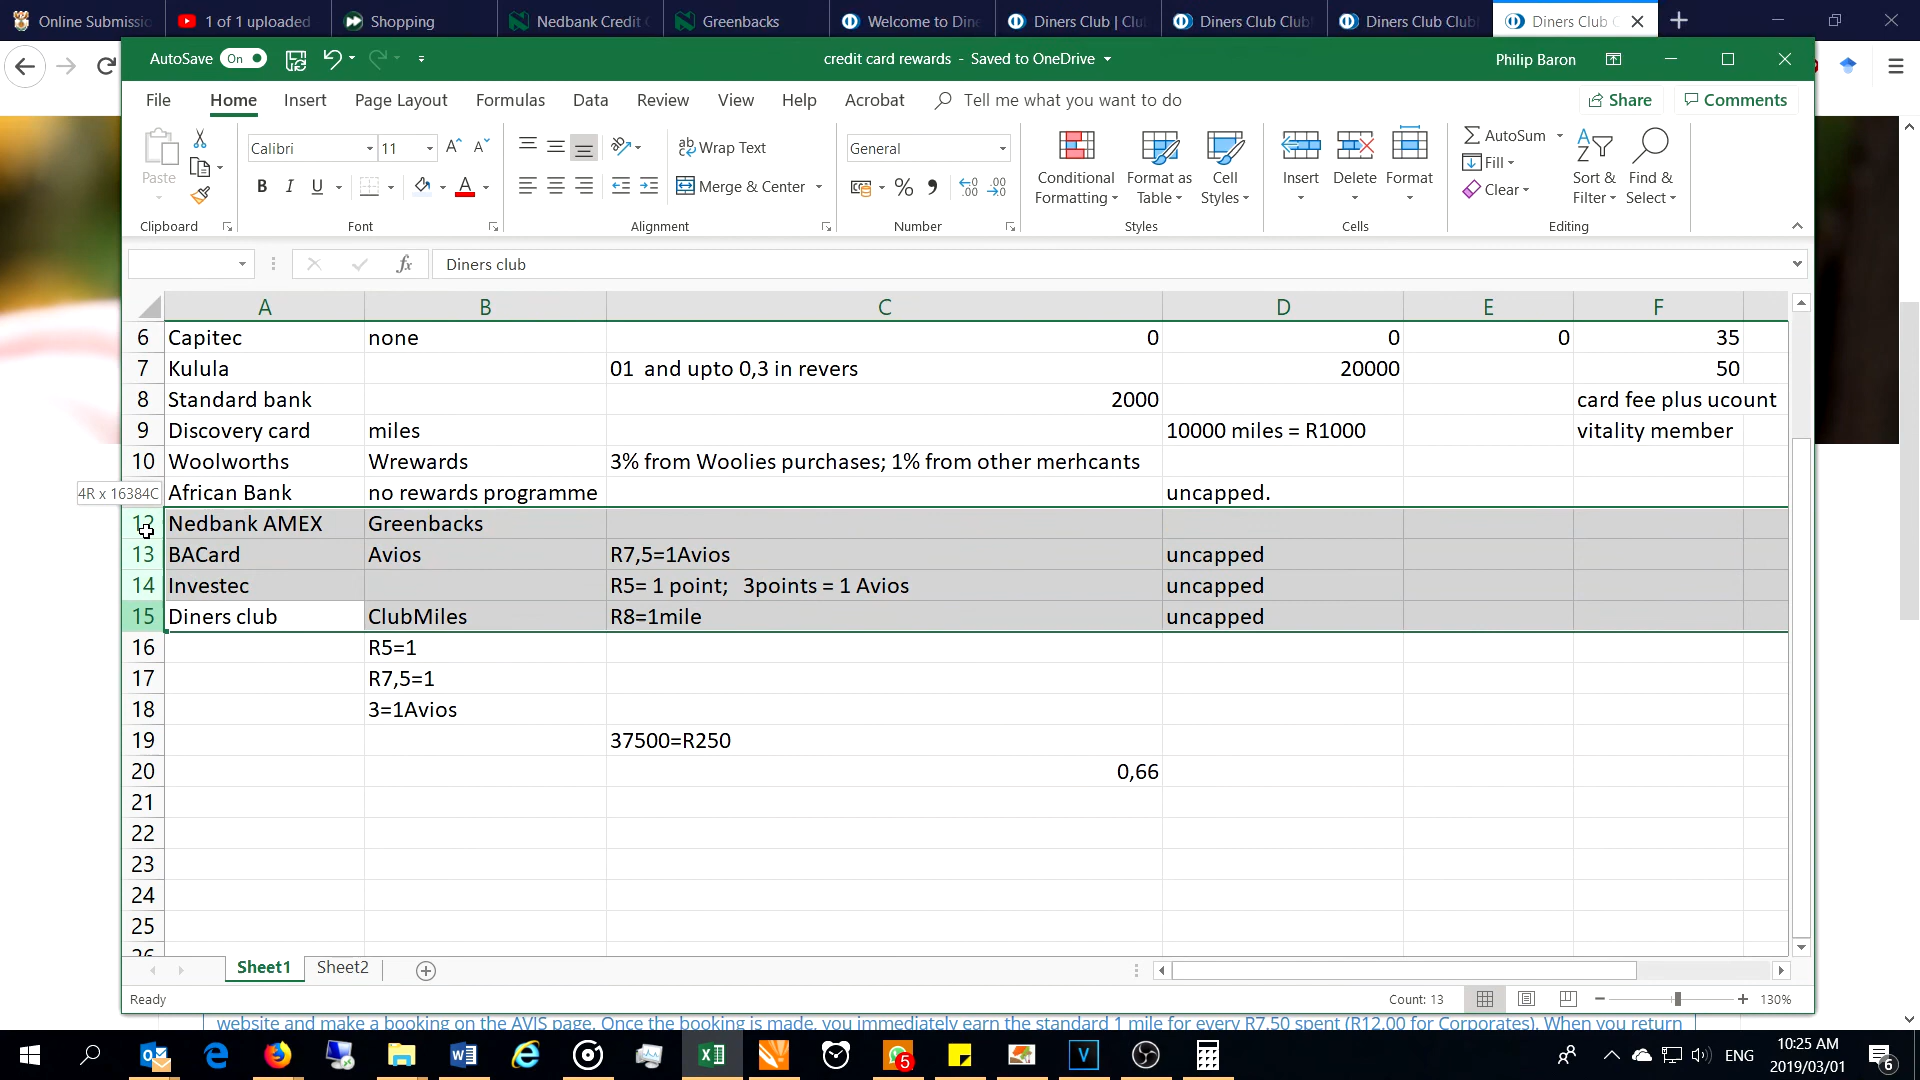 Online Submissio
1 of 1 uploaded
Shopping
Nedbank Credit C
Greenbacks
Welcome to Dine
Diners Club | Clu
Diners Club Club
Diners Club Club
Diners Club C
AutoSave On
credit card rewards - Saved to OneDrive
Philip Baron
File Home Insert Page Layout Formulas Data Review View Help Acrobat Tell me what you want to do Share Comments
Paste
Calibri 11
Wrap Text
General
Conditional Formatting
Format as Table
Cell Styles
Insert Delete Format
AutoSum
Fill
Clear
Sort & Filter
Find & Select
B I U
Merge & Center
Clipboard Font Alignment Number Styles Cells Editing
fx Diners club
A B C D E F
6 Capitec none 0 0 0 35
7 Kulula 01 and upto 0,3 in revers 20000 50
8 Standard bank 2000 card fee plus ucount
9 Discovery card miles 10000 miles = R1000 vitality member
10 Woolworths Wrewards 3% from Woolies purchases; 1% from other merhcants
4R x 16384C African Bank no rewards programme uncapped.
12 Nedbank AMEX Greenbacks
13 BACard Avios R7,5=1Avios uncapped
14 Investec R5= 1 point; 3points = 1 Avios uncapped
15 Diners club ClubMiles R8=1mile uncapped
16 R5=1
17 R7,5=1
18 3=1Avios
19 37500=R250
20 0,66
21
22
23
24
25
26
Sheet1 Sheet2
Ready Count: 13 130%
website and make a booking on the AVIS page. Once the booking is made, you immediately earn the standard 1 mile for every R7.50 spent (R12.00 for Corporates). When you return
5 ENG 10:25 AM
2019/03/01 6